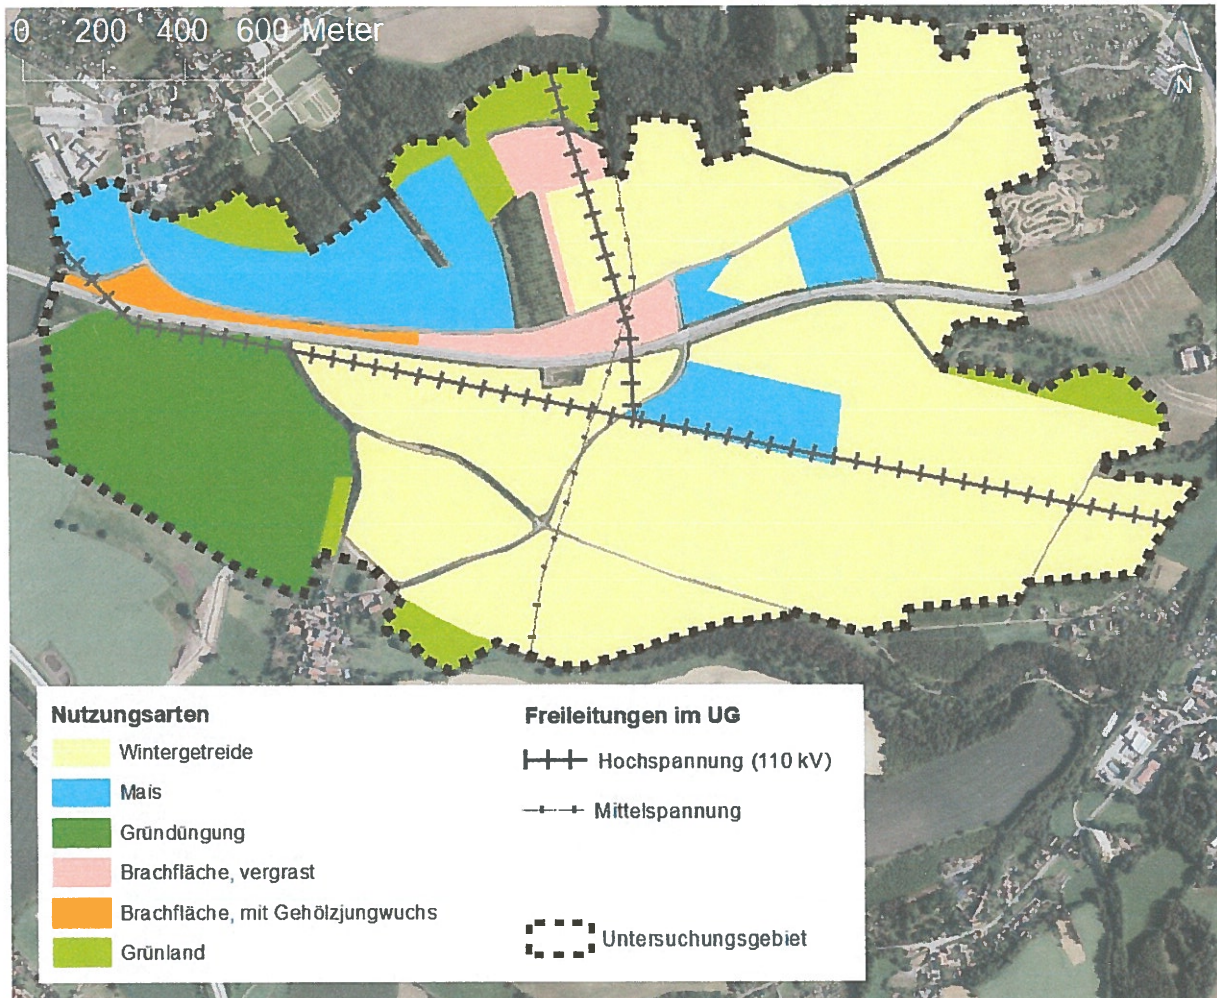 0 200 400 600 Meter
N
Nutzungsarten
Wintergetreide
Mais
Gründüngung
Brachfläche, vergrast
Brachfläche, mit Gehölzjungwuchs
Grünland
Freileitungen im UG
Hochspannung (110 kV)
Mittelspannung
Untersuchungsgebiet